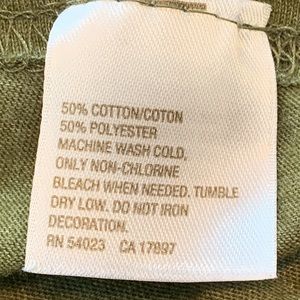 50% COTTON/COTON
50% POLYESTER
MACHINE WASH COLD,
ONLY NON-CHLORINE
BLEACH WHEN NEEDED. TUMBLE
DRY LOW. DO NOT IRON
DECORATION.
RN 54023 CA 17897